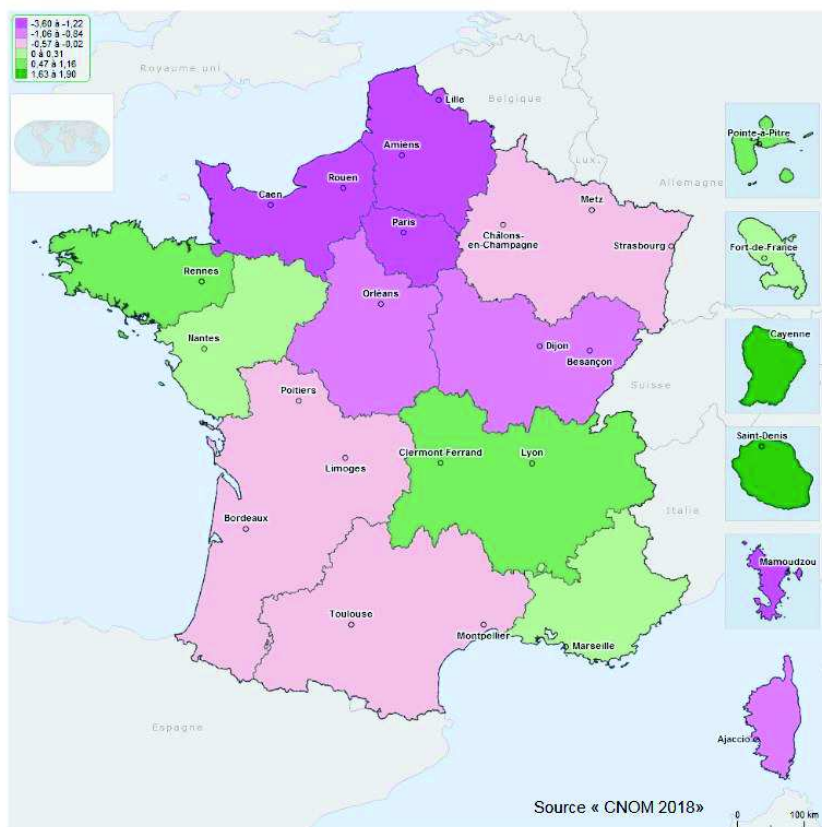 -3,60 à -1,22
-1,06 à -0,84
-0,57 à -0,02
0 à 0,31
0,47 à 1,16
1,63 à 1,90
Royaume uni
Belgique
Lux.
Allemagne
Suisse
Italie
Espagne
Lille
Amiens
Rouen
Caen
Paris
Metz
Châlons-
en-Champagne
Strasbourg
Rennes
Orléans
Nantes
Dijon
Besançon
Poitiers
Limoges
Clermont Ferrand
Lyon
Bordeaux
Toulouse
Montpellier
Marseille
Pointe-à-Pitre
Fort-de-France
Cayenne
Saint-Denis
Mamoudzou
Ajaccio
Source « CNOM 2018»
0 100 km